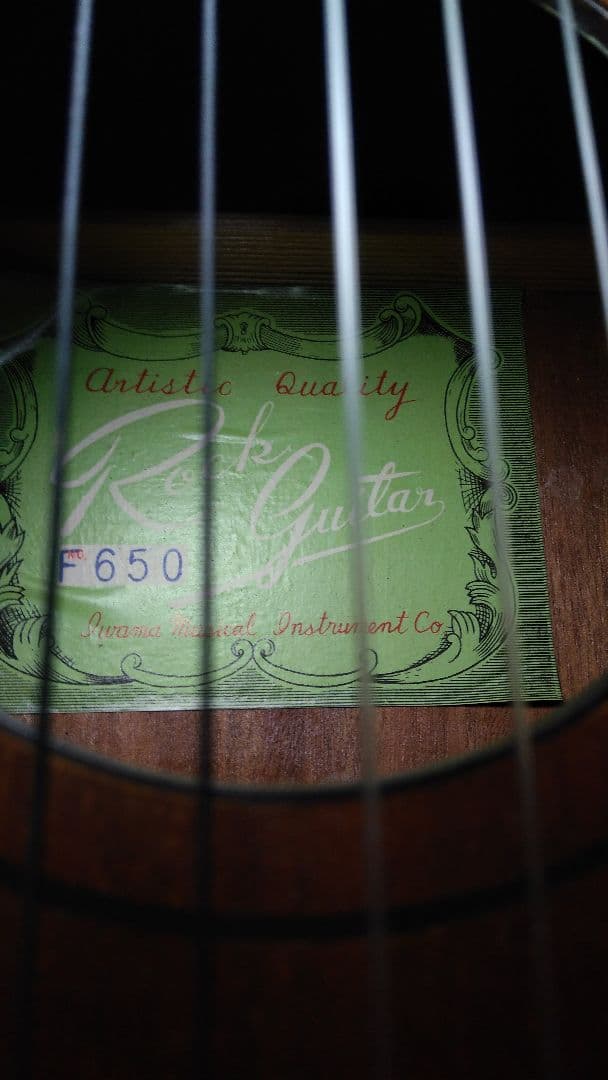 Artistic Quality
Rock Guitar
No. F650
Iwama Musical Instrument Co